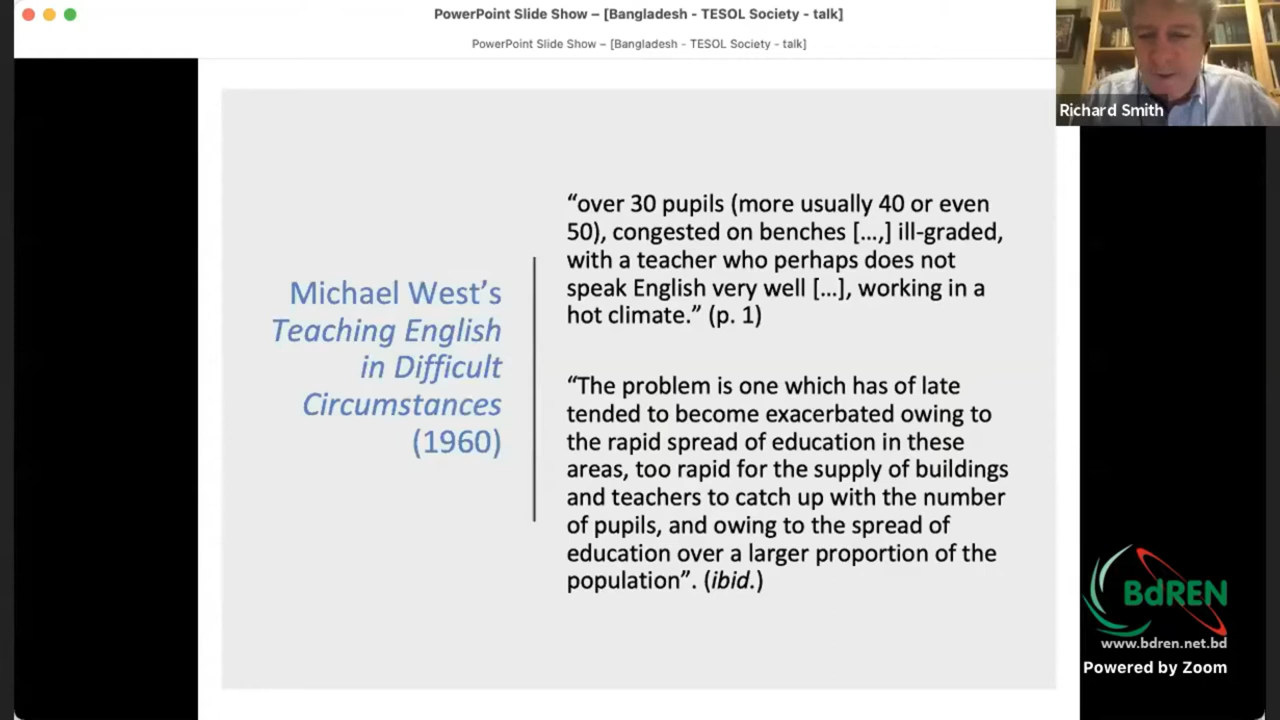 PowerPoint Slide Show – [Bangladesh - TESOL Society - talk]
PowerPoint Slide Show – [Bangladesh - TESOL Society - talk]
Richard Smith
Michael West’s
Teaching English
in Difficult
Circumstances
(1960)
“over 30 pupils (more usually 40 or even
50), congested on benches […,] ill-graded,
with a teacher who perhaps does not
speak English very well […], working in a
hot climate.” (p. 1)
“The problem is one which has of late
tended to become exacerbated owing to
the rapid spread of education in these
areas, too rapid for the supply of buildings
and teachers to catch up with the number
of pupils, and owing to the spread of
education over a larger proportion of the
population”. (ibid.)
BdREN
www.bdren.net.bd
Powered by Zoom